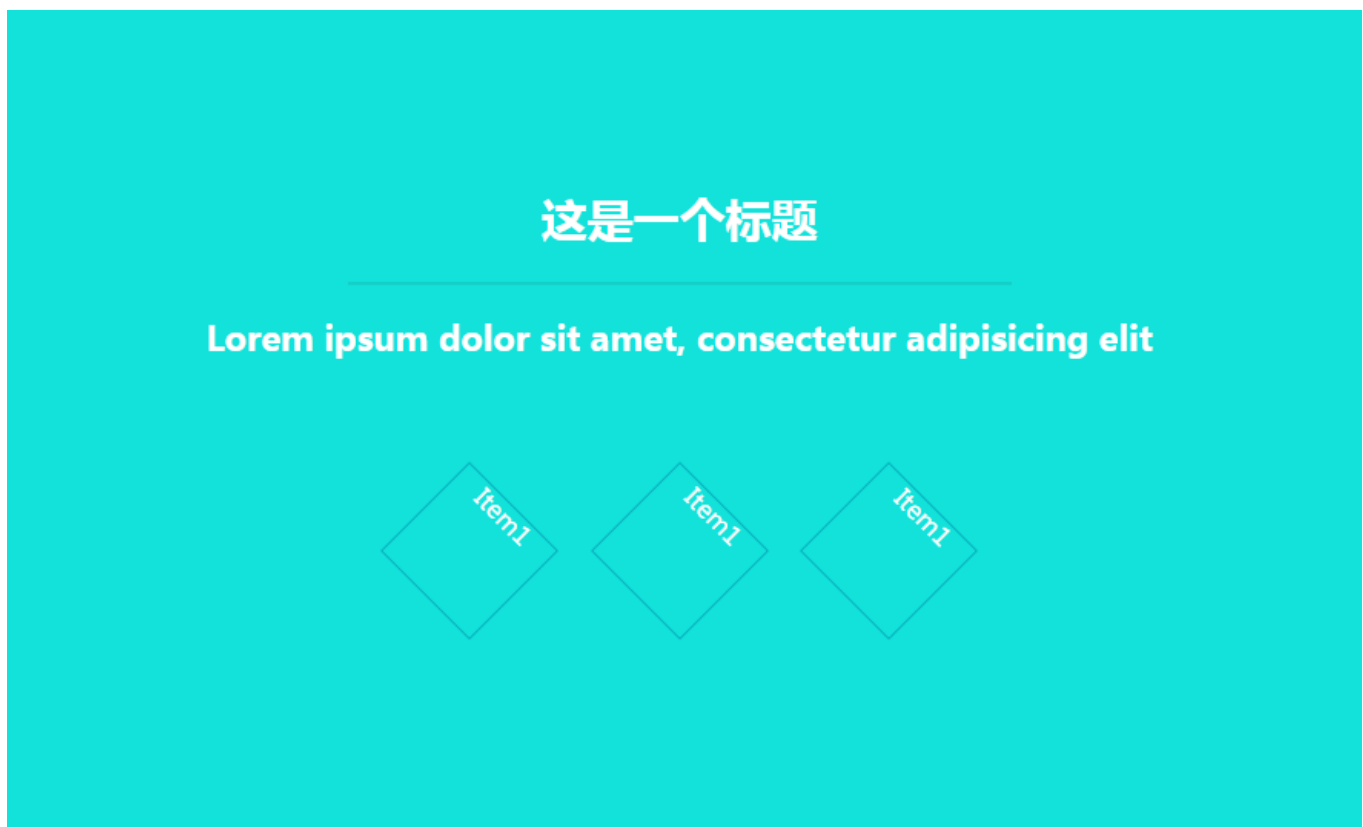 这是一个标题
Lorem ipsum dolor sit amet, consectetur adipisicing elit
Item1
Item1
Item1